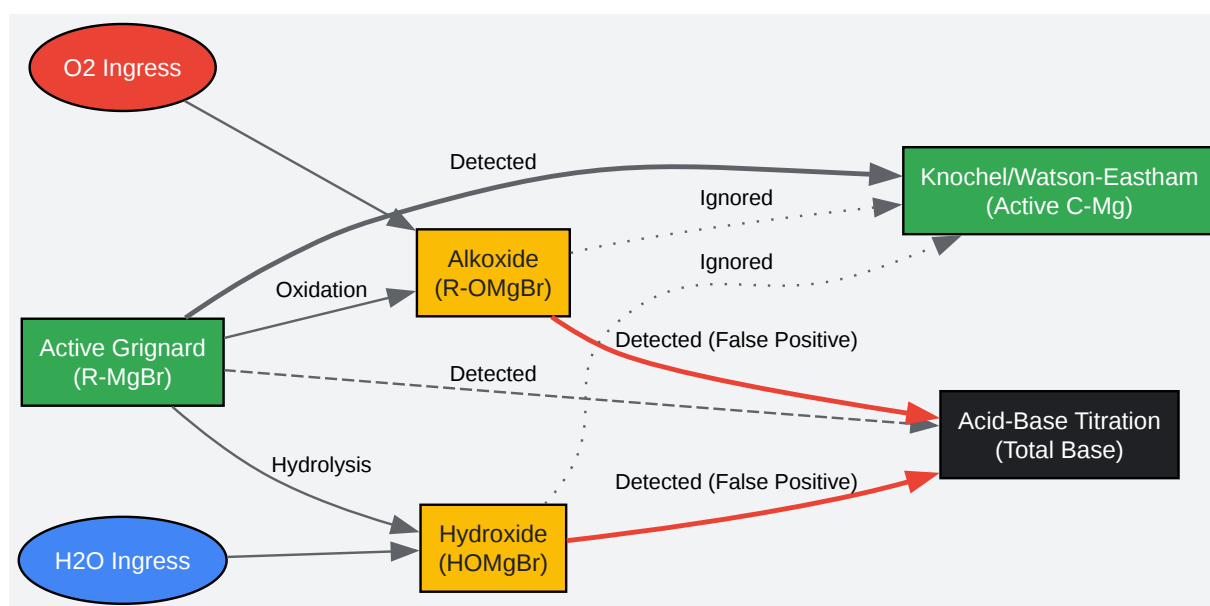 O2 Ingress
Detected
Knochel/Watson-Eastham
(Active C-Mg)
Ignored
Alkoxide
(R-OMgBr)
Ignored
Oxidation
Active Grignard
(R-MgBr)
Detected (False Positive)
Detected
Acid-Base Titration
(Total Base)
Hydrolysis
Detected (False Positive)
Hydroxide
(HOMgBr)
H2O Ingress